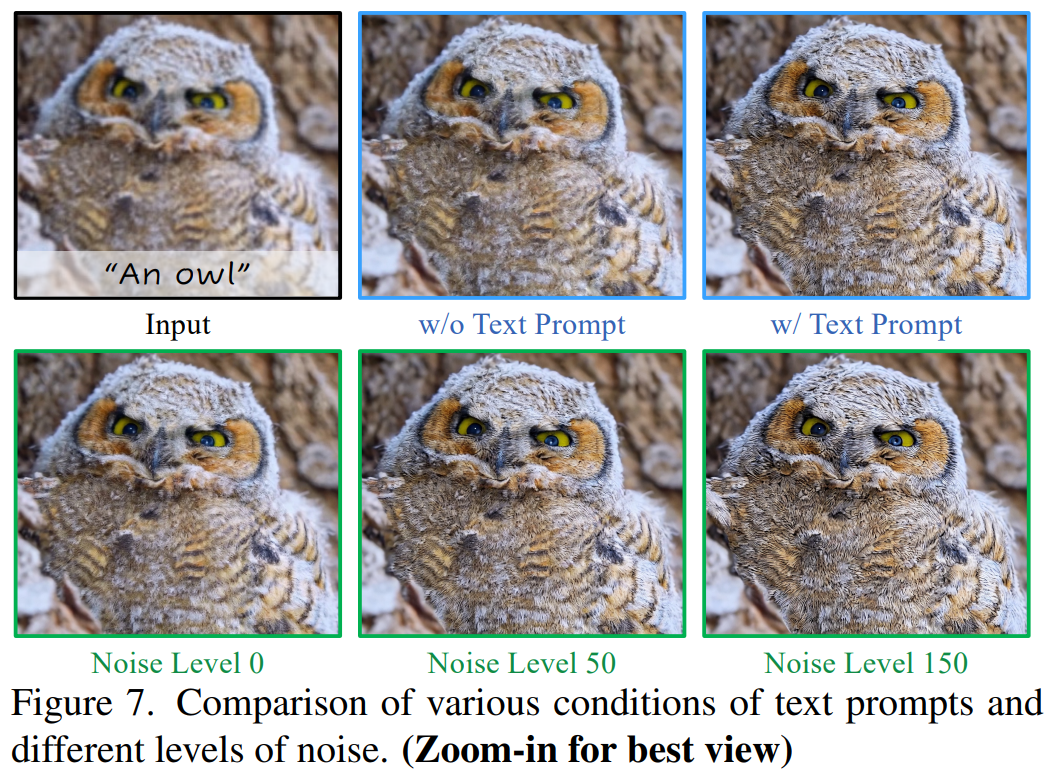 “An owl”
Input
w/o Text Prompt
w/ Text Prompt
Noise Level 0
Noise Level 50
Noise Level 150
Figure 7. Comparison of various conditions of text prompts and
different levels of noise. (Zoom-in for best view)